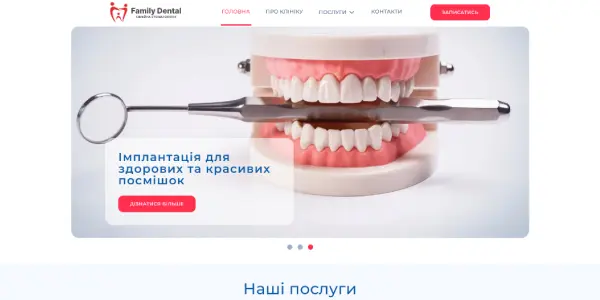 Family Dental
СІМЕЙНА СТОМАТОЛОГІЯ
ГОЛОВНА
ПРО КЛІНІКУ
ПОСЛУГИ
КОНТАКТИ
ЗАПИСАТИСЬ
Імплантація для
здорових та красивих
посмішок
ДІЗНАТИСЯ БІЛЬШЕ
Наші послуги